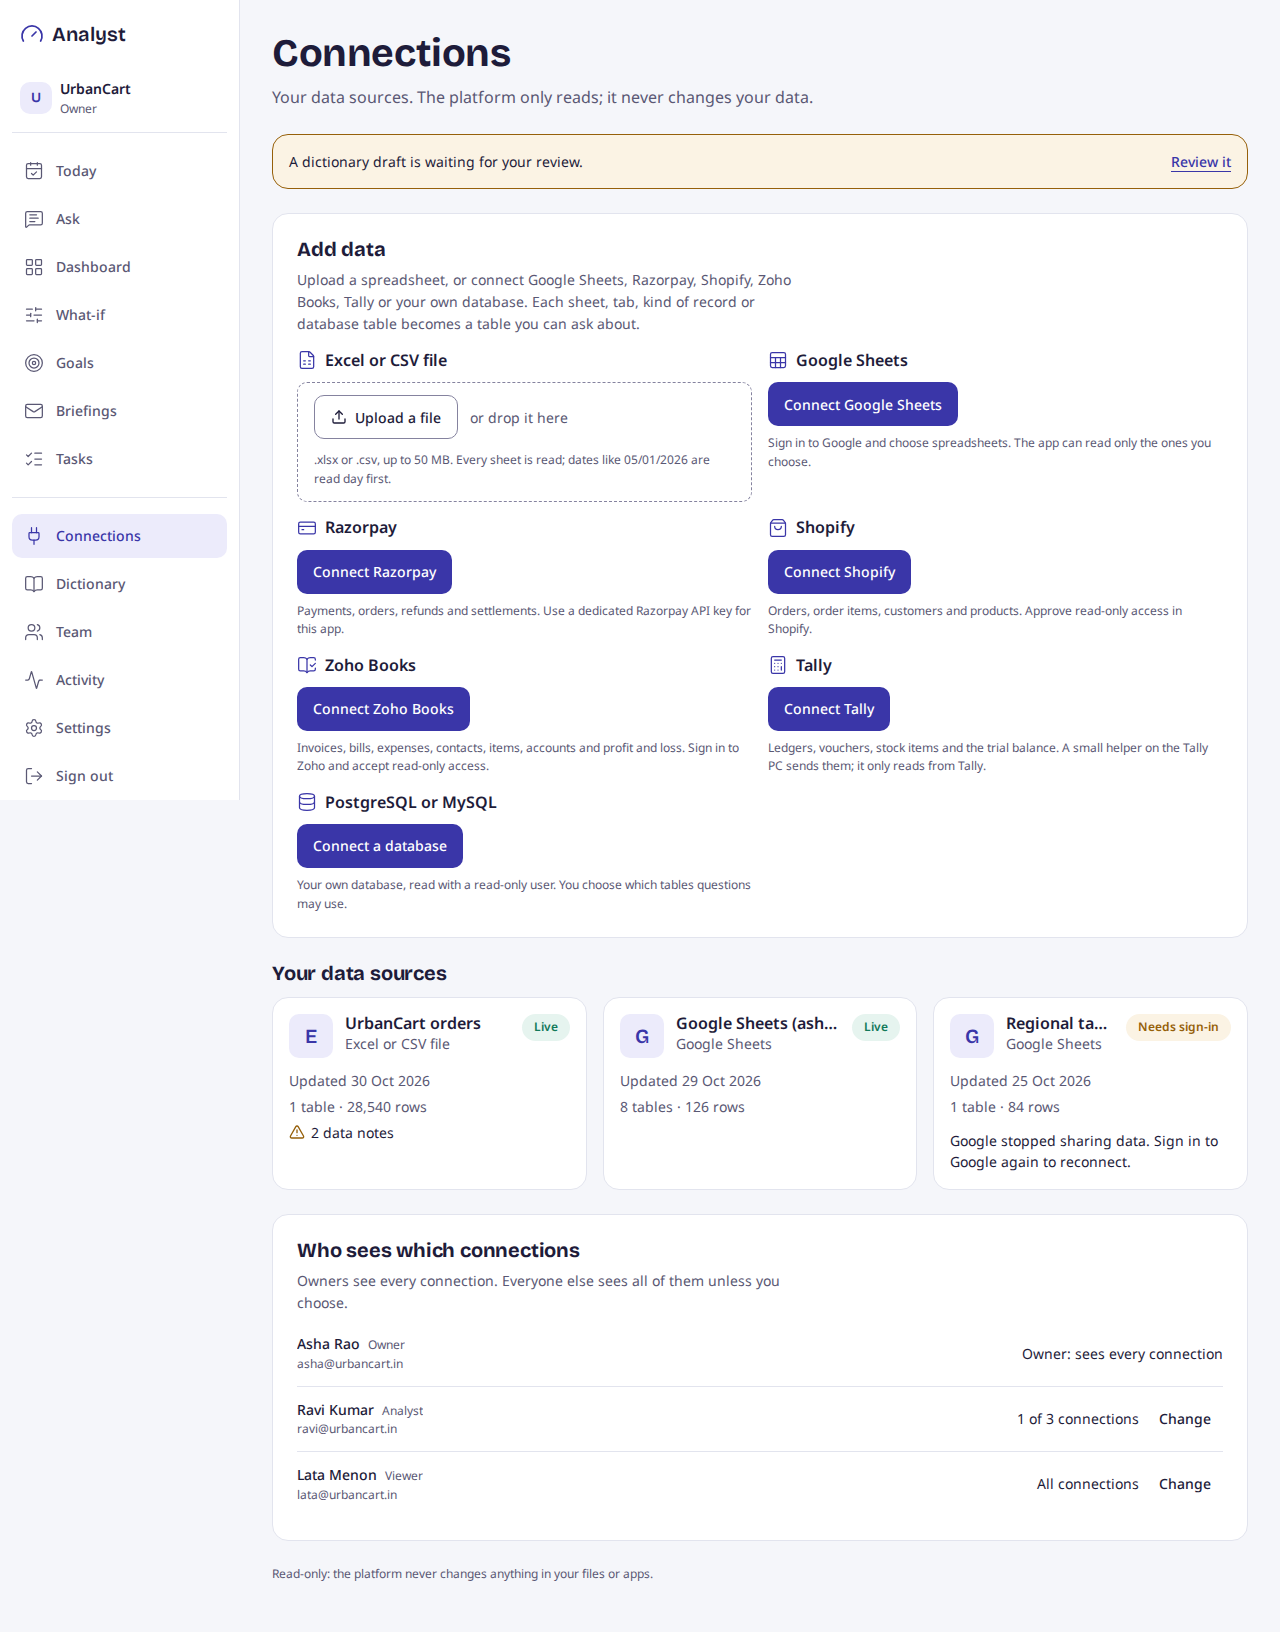 Analyst
U
UrbanCart
Owner
Today
Ask
Dashboard
What-if
Goals
Briefings
Tasks
Connections
Dictionary
Team
Activity
Settings
Sign out
Connections
Your data sources. The platform only reads; it never changes your data.
A dictionary draft is waiting for your review.
Review it
Add data
Upload a spreadsheet, or connect Google Sheets, Razorpay, Shopify, Zoho
Books, Tally or your own database. Each sheet, tab, kind of record or
database table becomes a table you can ask about.
Excel or CSV file
Upload a file
or drop it here
.xlsx or .csv, up to 50 MB. Every sheet is read; dates like 05/01/2026 are
read day first.
Google Sheets
Connect Google Sheets
Sign in to Google and choose spreadsheets. The app can read only the ones you
choose.
Razorpay
Connect Razorpay
Payments, orders, refunds and settlements. Use a dedicated Razorpay API key for
this app.
Shopify
Connect Shopify
Orders, order items, customers and products. Approve read-only access in
Shopify.
Zoho Books
Connect Zoho Books
Invoices, bills, expenses, contacts, items, accounts and profit and loss. Sign in to
Zoho and accept read-only access.
Tally
Connect Tally
Ledgers, vouchers, stock items and the trial balance. A small helper on the Tally
PC sends them; it only reads from Tally.
PostgreSQL or MySQL
Connect a database
Your own database, read with a read-only user. You choose which tables questions
may use.
Your data sources
E
UrbanCart orders
Excel or CSV file
Live
Updated 30 Oct 2026
1 table · 28,540 rows
2 data notes
G
Google Sheets (ash...
Google Sheets
Live
Updated 29 Oct 2026
8 tables · 126 rows
G
Regional ta...
Google Sheets
Needs sign-in
Updated 25 Oct 2026
1 table · 84 rows
Google stopped sharing data. Sign in to
Google again to reconnect.
Who sees which connections
Owners see every connection. Everyone else sees all of them unless you
choose.
Asha Rao Owner
asha@urbancart.in
Owner: sees every connection
Ravi Kumar Analyst
ravi@urbancart.in
1 of 3 connections
Change
Lata Menon Viewer
lata@urbancart.in
All connections
Change
Read-only: the platform never changes anything in your files or apps.